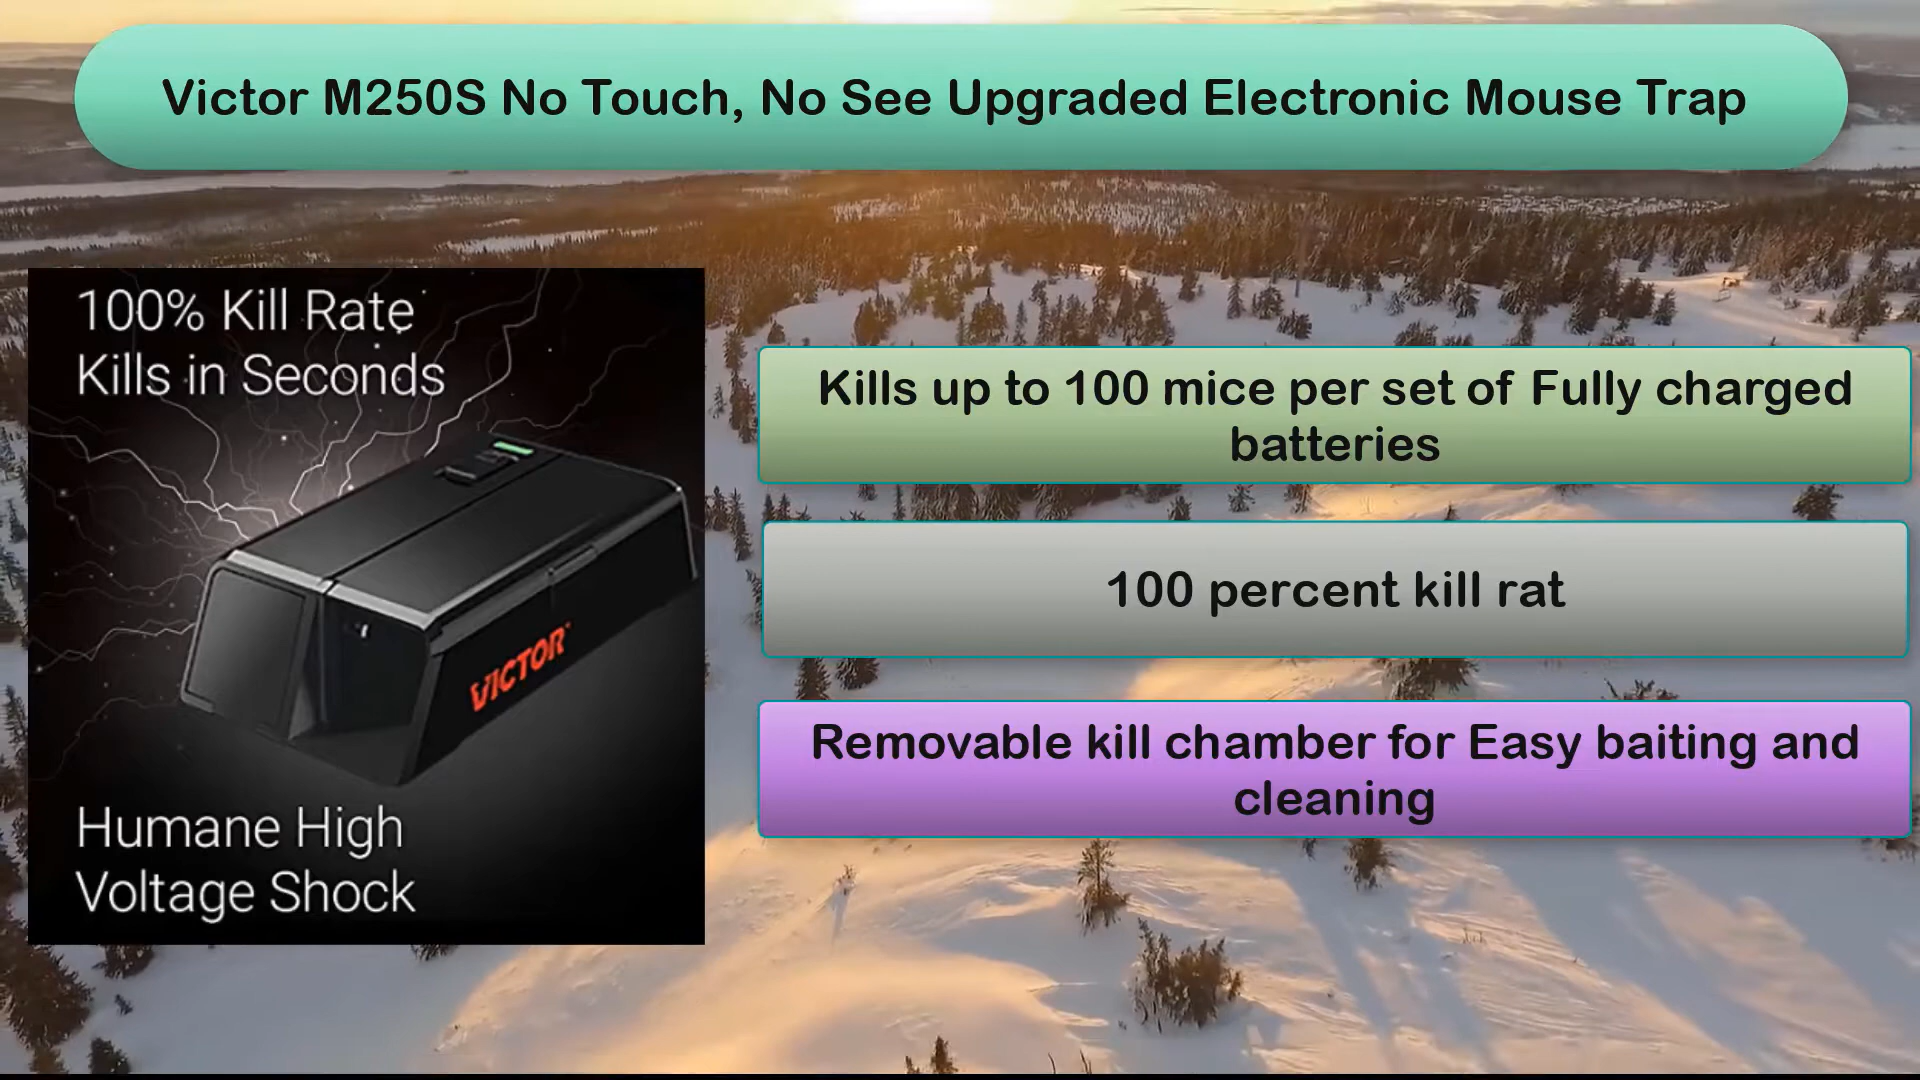 Victor M250S No Touch, No See Upgraded Electronic Mouse Trap
100% Kill Rate
Kills in Seconds
VICTOR
Humane High
Voltage Shock
Kills up to 100 mice per set of Fully charged
batteries
100 percent kill rat
Removable kill chamber for Easy baiting and
cleaning